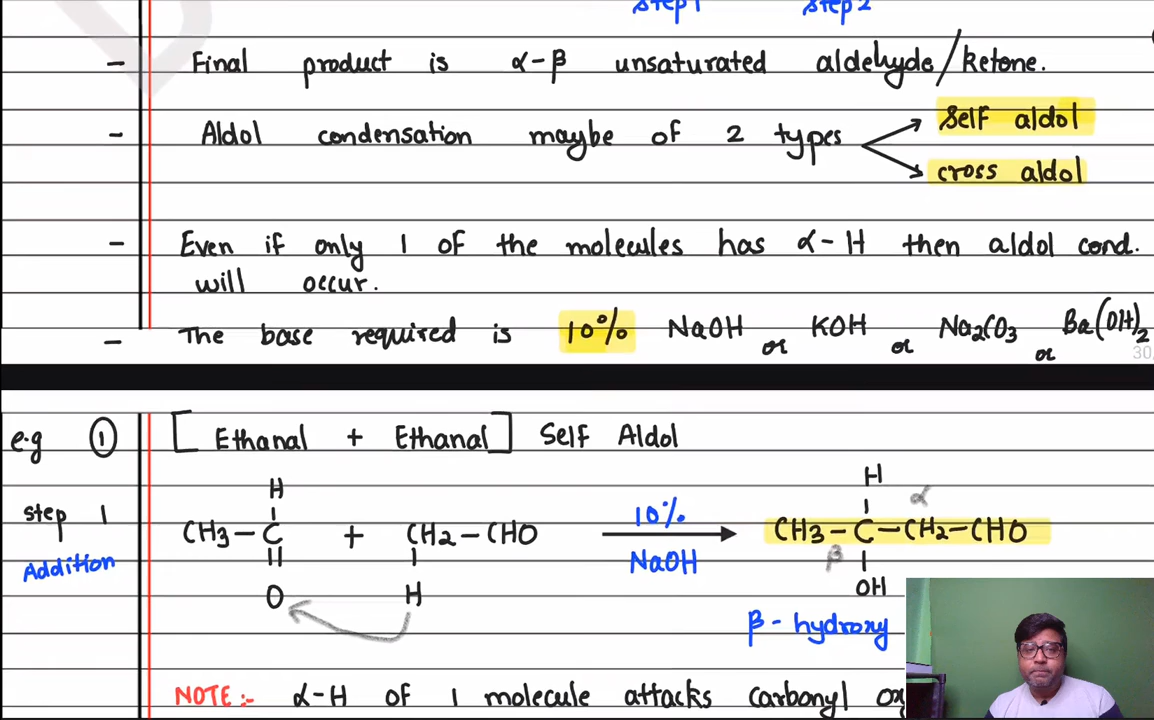 step 1 step 2
- Final product is α-β unsaturated aldehyde/ketone.
- Aldol condensation maybe of 2 types
self aldol
cross aldol
- Even if only 1 of the molecules has α-H then aldol cond.
will occur.
- The base required is 10% NaOH or KOH or Na2CO3 or Ba(OH)2
30
e.g ① [Ethanal + Ethanal] Self Aldol
step 1
Addition
H
CH3-C + CH2-CHO
O H
10%
NaOH
H α
CH3-C-CH2-CHO
β
OH
β-hydroxy
NOTE:- α-H of 1 molecule attacks carbonyl